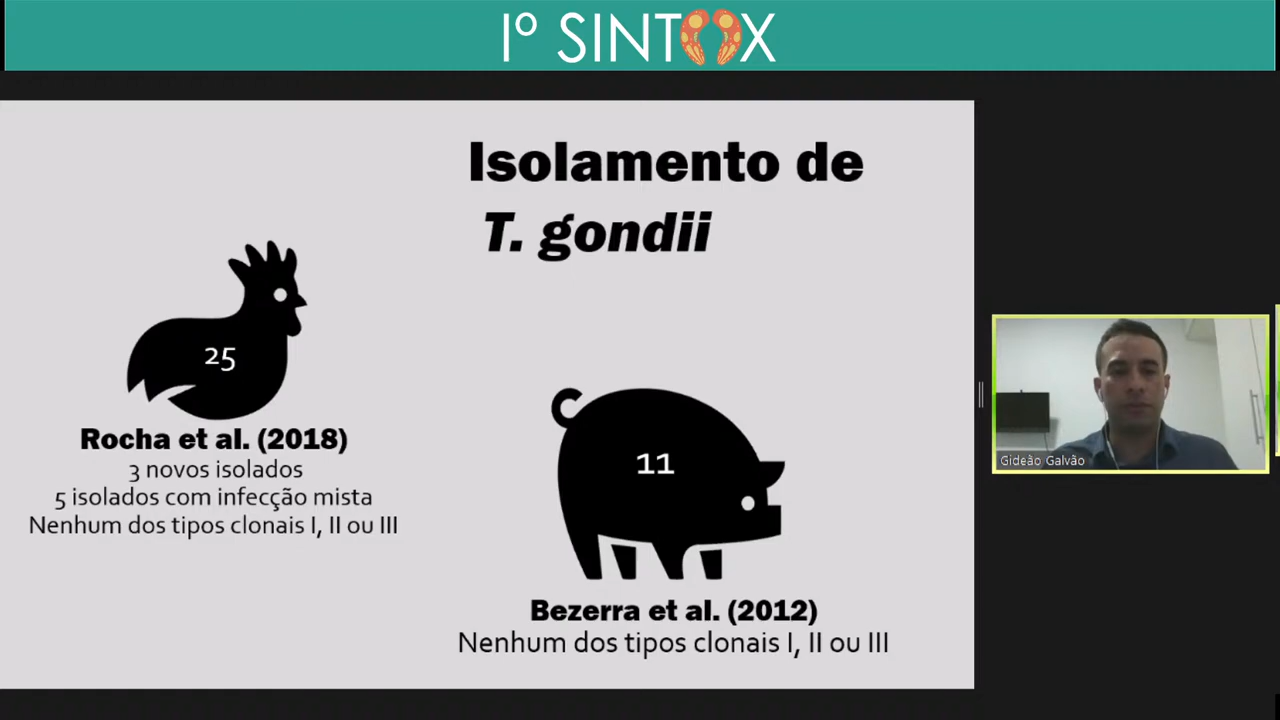 Iº SINTOX
Isolamento de
T. gondii
25
Rocha et al. (2018)
3 novos isolados
5 isolados com infecção mista
Nenhum dos tipos clonais I, II ou III
11
Bezerra et al. (2012)
Nenhum dos tipos clonais I, II ou III
Gideão Galvão